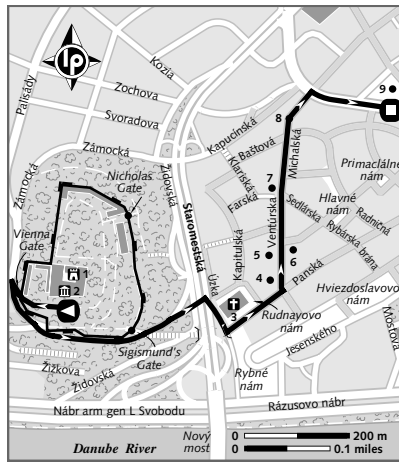 lp
Palisády
Kozia
Zochova
Svoradova
9
8
Kapucínská
Baštová
Michalská
Zámocká
Zámocká
Nicholas
Gate
Židovská
Klariská
Farská
7
Primaciálne
nám
Staromestská
Ventúrska
Hlavné
nám
Radničná
Sedlárska
Rybárska brána
Vienna
Gate
Kapitulská
Úzka
1
2
5
4
6
Panská
Hviezdoslavovo
nám
3
Rudnayovo
nám
Mostova
Jesenského
Sigismund's
Gate
Žižkova
Židovská
Rybné
nám
Nábr arm gen L Svobodu
Rázusovo nábr
Danube River
Nový
most
0 200 m
0 0.1 miles